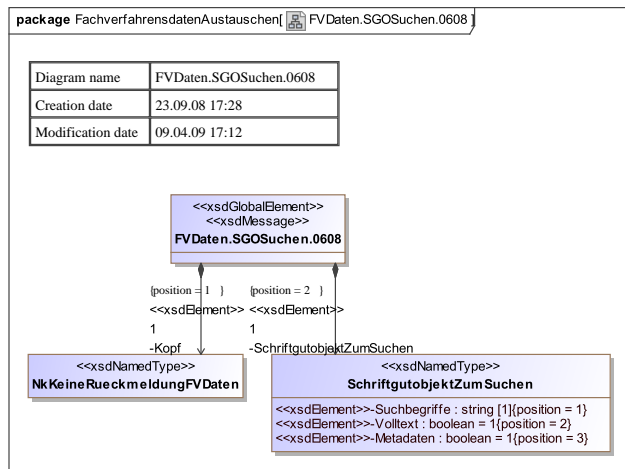 package FachverfahrensdatenAustauschen[ FVDaten.SGOSuchen.0608 ]
Diagram name FVDaten.SGOSuchen.0608
Creation date 23.09.08 17:28
Modification date 09.04.09 17:12
<<xsdGlobalElement>>
<<xsdMessage>>
FVDaten.SGOSuchen.0608
{position = 1 } {position = 2 }
<<xsdElement>> <<xsdElement>>
1 1
-Kopf -SchriftgutobjektZumSuchen
<<xsdNamedType>>
NkKeineRueckmeldungFVDaten
<<xsdNamedType>>
SchriftgutobjektZumSuchen
<<xsdElement>>-Suchbegriffe : string [1]{position = 1}
<<xsdElement>>-Volltext : boolean = 1{position = 2}
<<xsdElement>>-Metadaten : boolean = 1{position = 3}